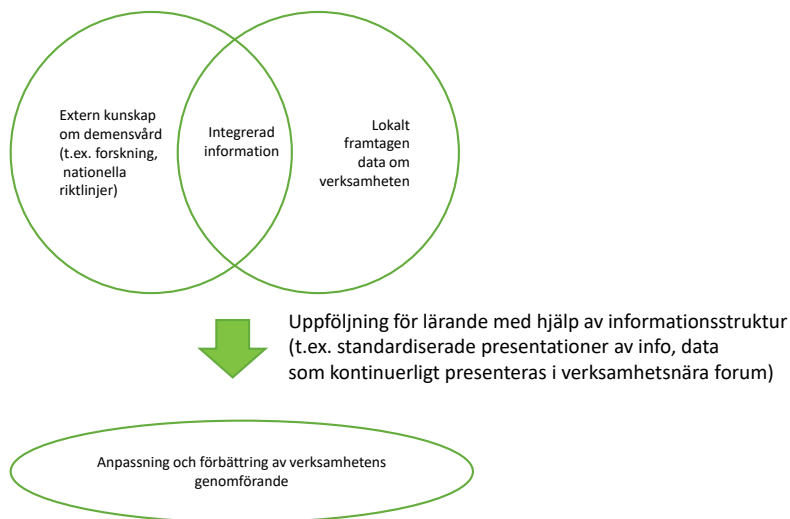 Extern kunskap
om demensvård
(t.ex. forskning,
nationella
riktlinjer)
Integrerad
information
Lokalt
framtagen
data om
verksamheten
Uppföljning för lärande med hjälp av informationsstruktur
(t.ex. standardiserade presentationer av info, data
som kontinuerligt presenteras i verksamhetsnära forum)
Anpassning och förbättring av verksamhetens
genomförande